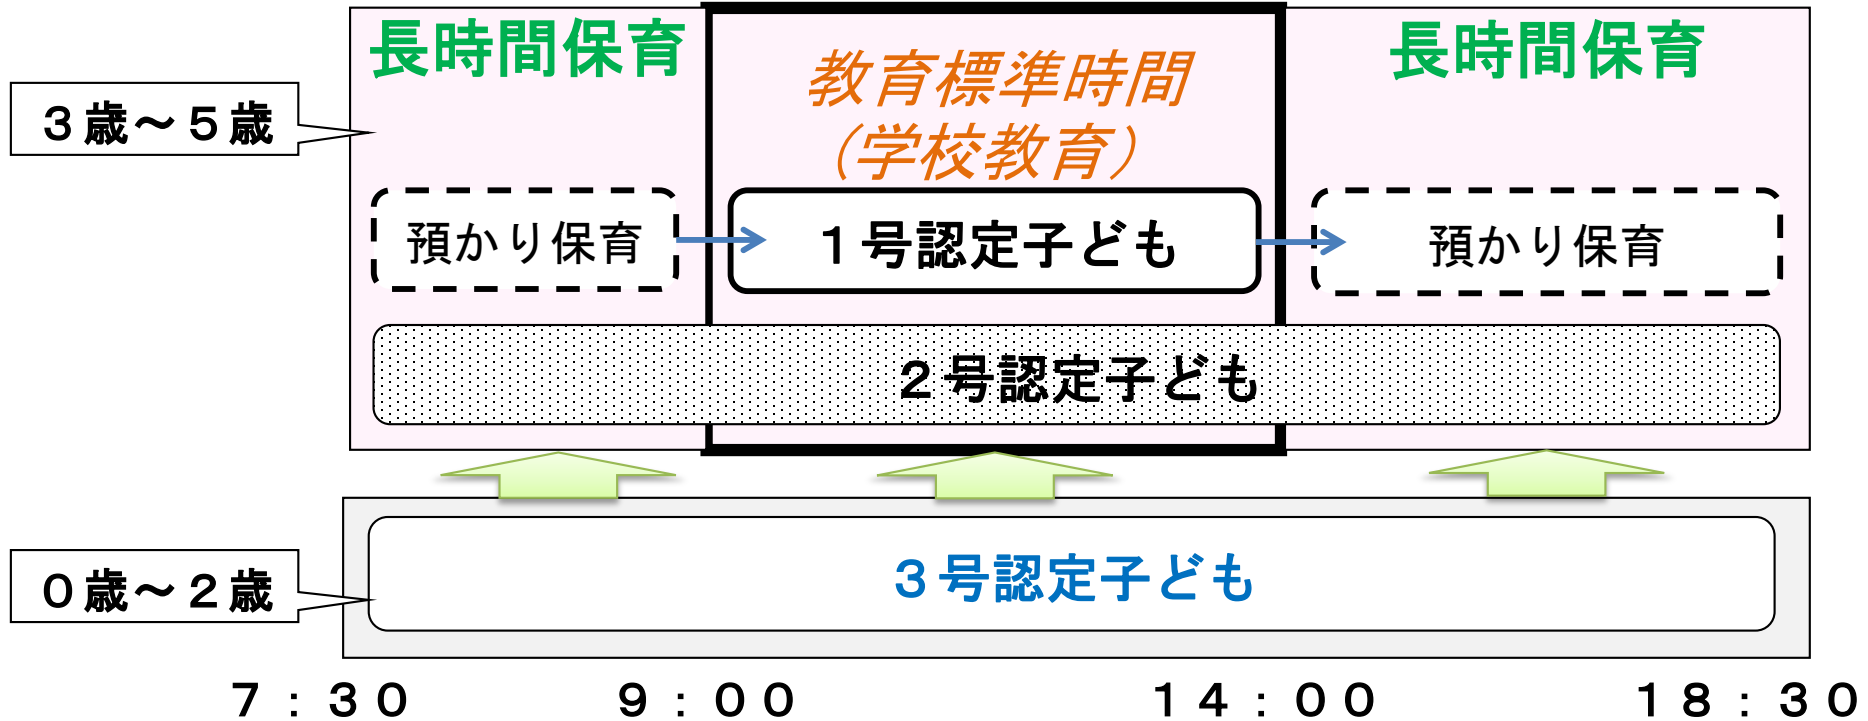 長時間保育
教育標準時間
(学校教育)
長時間保育
３歳～５歳
預かり保育
１号認定子ども
預かり保育
２号認定子ども
３号認定子ども
０歳～２歳
７：３０
９：００
１４：００
１８：３０